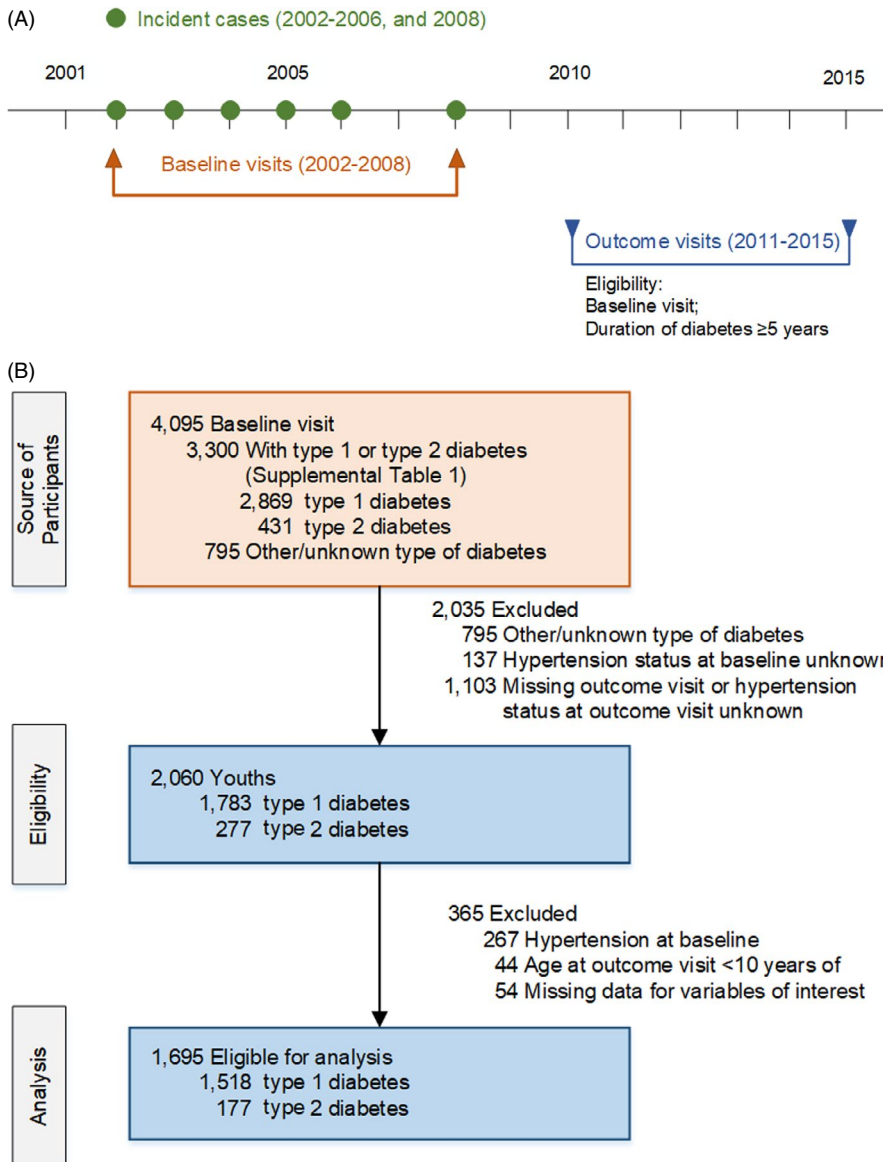 (A)
Incident cases (2002-2006, and 2008)
2001
2005
2010
2015
Baseline visits (2002-2008)
Outcome visits (2011-2015)
Eligibility:
Baseline visit;
Duration of diabetes ≥5 years
(B)
Source of
Participants
4,095 Baseline visit
3,300 With type 1 or type 2 diabetes
(Supplemental Table 1)
2,869 type 1 diabetes
431 type 2 diabetes
795 Other/unknown type of diabetes
2,035 Excluded
795 Other/unknown type of diabetes
137 Hypertension status at baseline unknown
1,103 Missing outcome visit or hypertension
status at outcome visit unknown
Eligibility
2,060 Youths
1,783 type 1 diabetes
277 type 2 diabetes
365 Excluded
267 Hypertension at baseline
44 Age at outcome visit <10 years of
54 Missing data for variables of interest
Analysis
1,695 Eligible for analysis
1,518 type 1 diabetes
177 type 2 diabetes